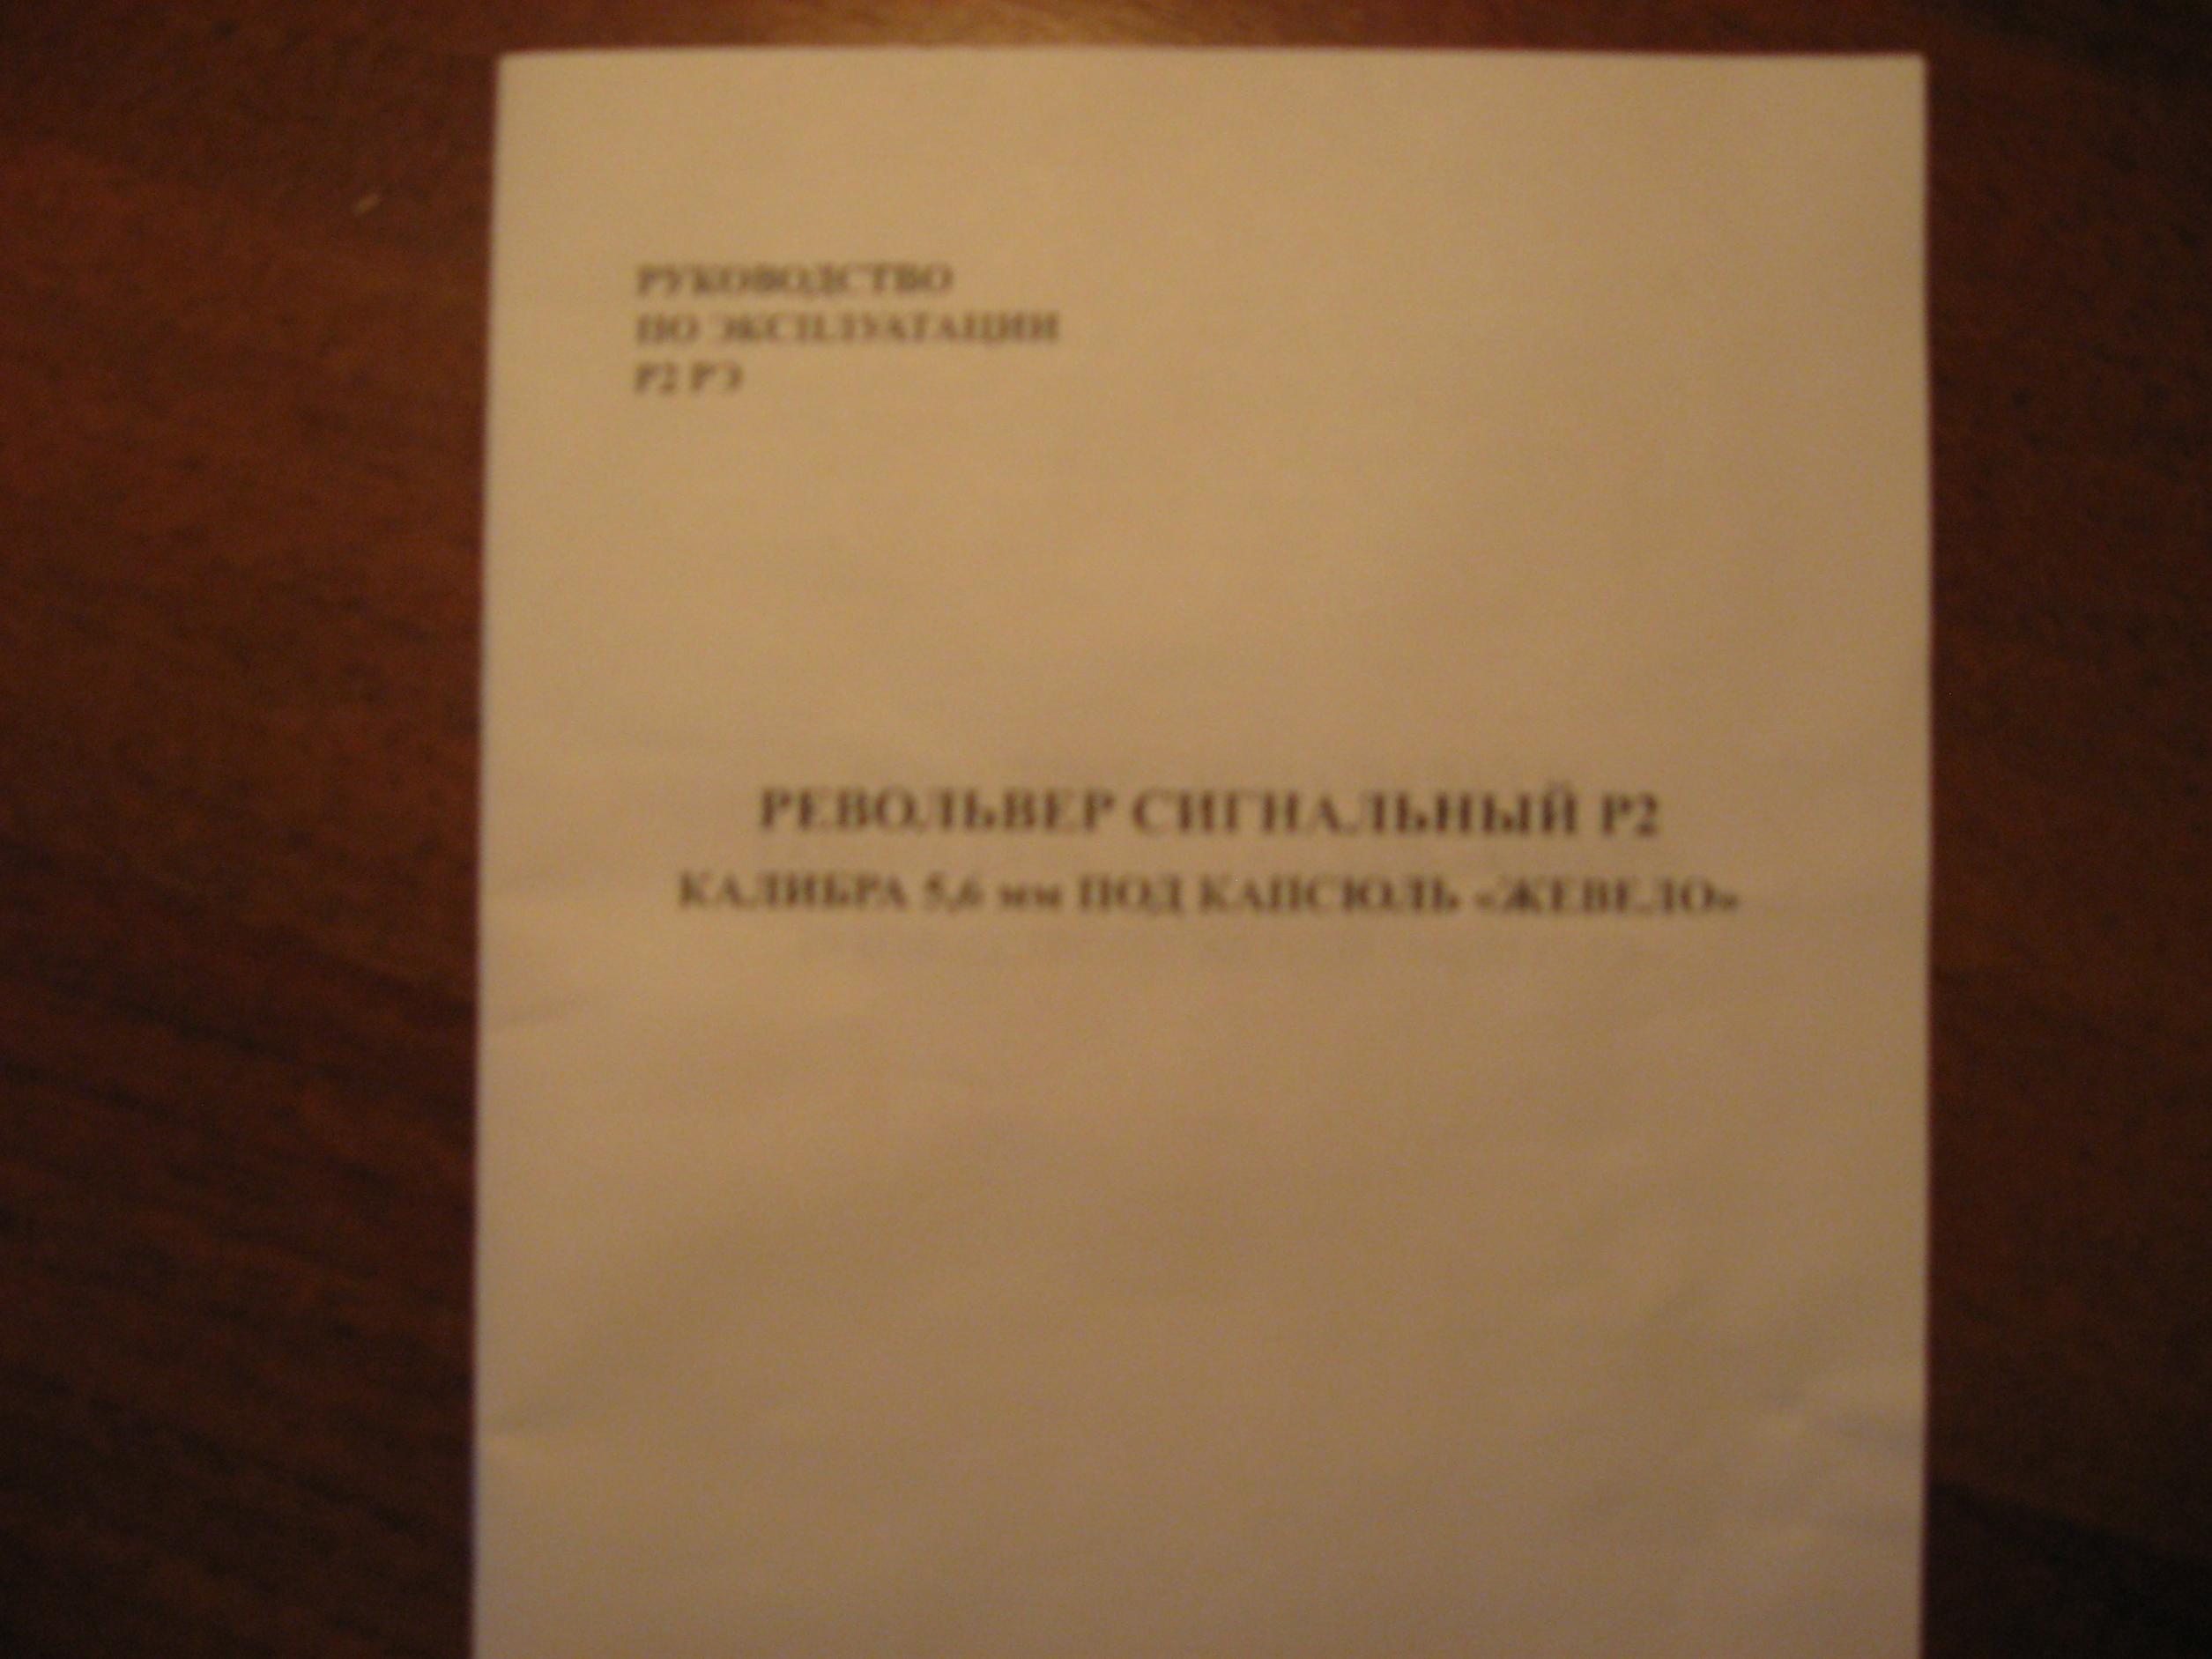 РУКОВОДСТВО
ПО ЭКСПЛУАТАЦИИ
Р2 РЭ
РЕВОЛЬВЕР СИГНАЛЬНЫЙ Р2
КАЛИБРА 5,6 мм ПОД КАПСЮЛЬ «ЖЕВЕЛО»